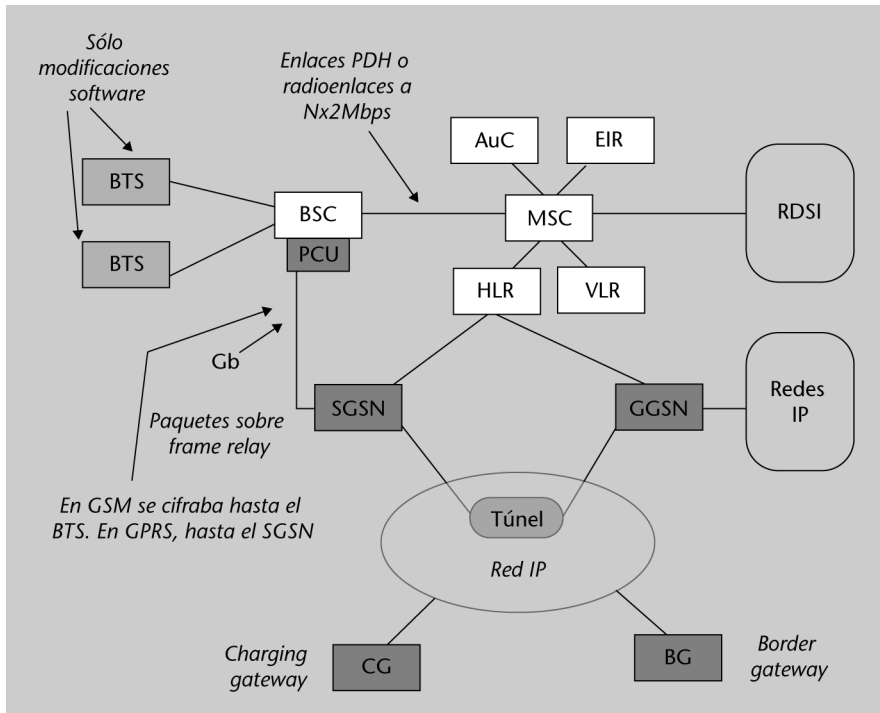 Sólo
modificaciones
software
Enlaces PDH o
radioenlaces a
Nx2Mbps
AuC
EIR
BTS
BSC
MSC
RDSI
PCU
BTS
HLR
VLR
Gb
SGSN
GGSN
Redes
IP
Paquetes sobre
frame relay
En GSM se cifraba hasta el
BTS. En GPRS, hasta el SGSN
Túnel
Red IP
Charging
gateway
CG
BG
Border
gateway